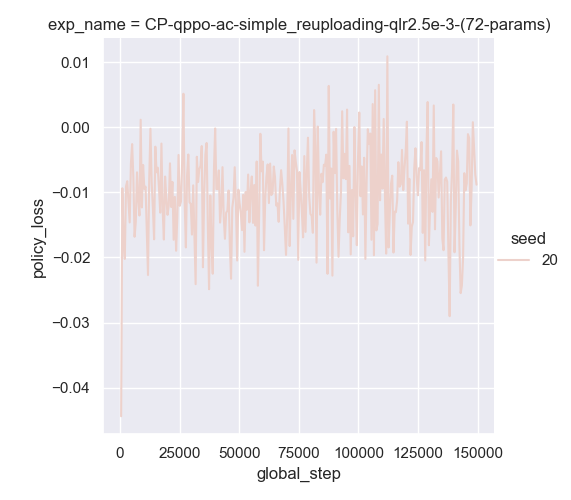 exp_name = CP-qppo-ac-simple_reuploading-qlr2.5e-3-(72-params)
0.01
0.00
−0.01
−0.02
−0.03
−0.04
policy_loss
0 25000 50000 75000 100000 125000 150000
global_step
seed
20